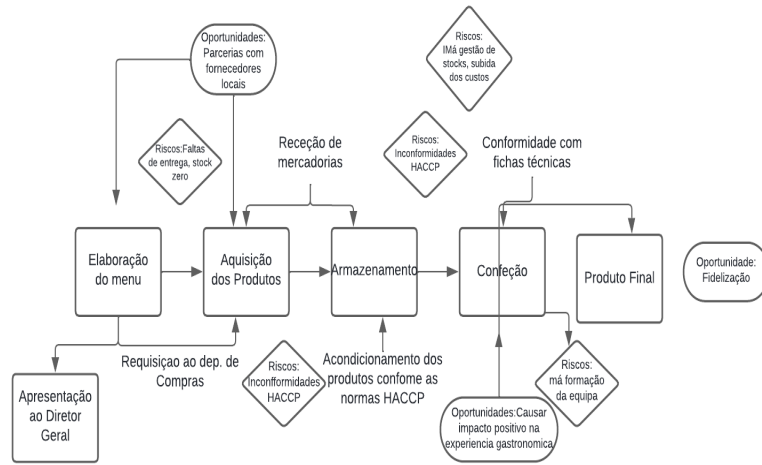 Oportunidades:
Parcerias com
fornecedores
locais
Riscos:
IMá gestão de
stocks, subida
dos custos
Riscos:Faltas
de entrega, stock
zero
Receção de
mercadorias
Riscos:
Inconformidades
HACCP
Conformidade com
fichas técnicas
Elaboração
do menu
Aquisição
dos Produtos
Armazenamento
Confeção
Produto Final
Oportunidade:
Fidelização
Apresentação
ao Diretor
Geral
Requisiçao ao dep. de
Compras
Riscos:
Inconfformidades
HACCP
Acondicionamento dos
produtos confome as
normas HACCP
Oportunidades:Causar
impacto positivo na
experiencia gastronomica
Riscos:
má formação
da equipa